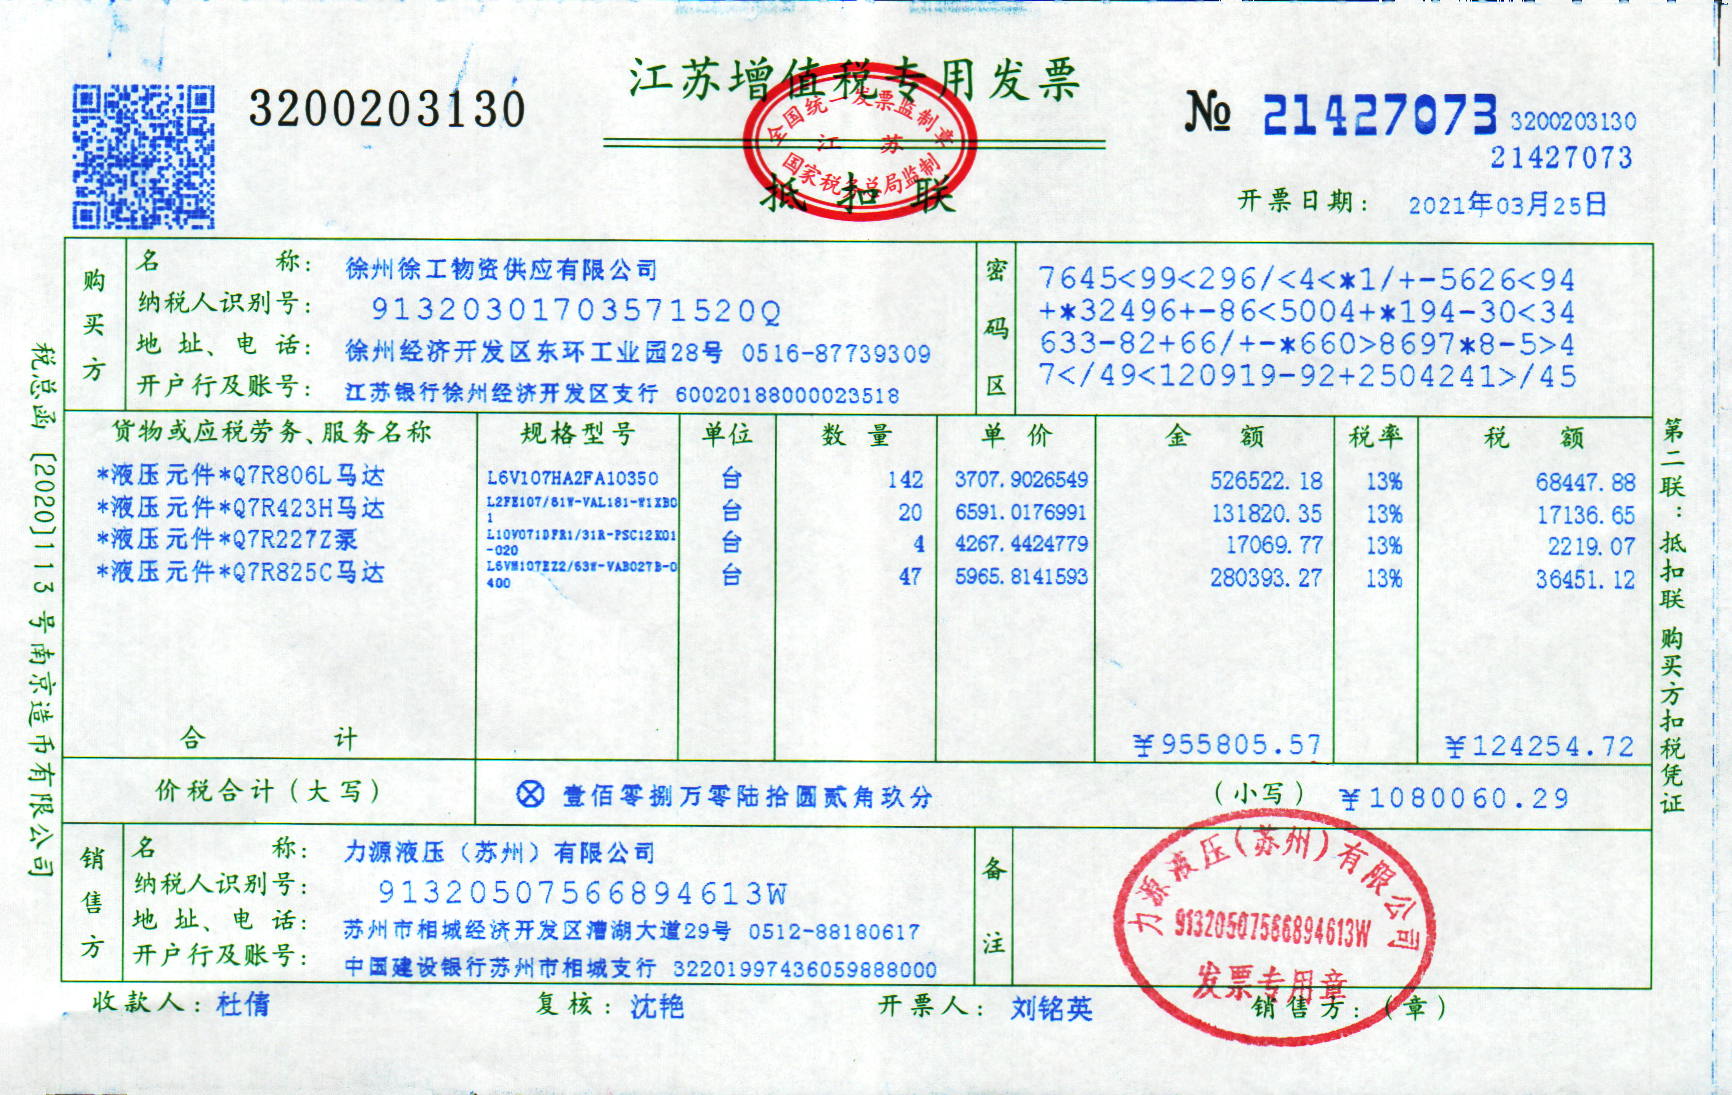 江苏增值税专用发票
3200203130
№ 21427073
3200203130
21427073
全国统一发票监制章
江 苏
国家税务总局监制
抵扣联
开票日期: 2021年03月25日
税总函[2020]113号南京造币有限公司
第二联:抵扣联 购买方扣税凭证
购买方
名 称: 徐州徐工物资供应有限公司
纳税人识别号: 91320301703571520Q
地 址、电 话: 徐州经济开发区东环工业园28号 0516-87739309
开户行及账号: 江苏银行徐州经济开发区支行 60020188000023518
密码区
7645<99<296/<4<*1/+-5626<94
+*32496+-86<5004+*194-30<34
633-82+66/+-*660>8697*8-5>4
7</49<120919-92+2504241>/45
货物或应税劳务、服务名称 规格型号 单位 数 量 单 价 金 额 税率 税 额
*液压元件*Q7R806L马达 L6V107HA2FA10350 台 142 3707.9026549 526522.18 13% 68447.88
*液压元件*Q7R423H马达 L2FE107/61W-VAL181-W1XB01 台 20 6591.0176991 131820.35 13% 17136.65
*液压元件*Q7R227Z泵 L10VO71DFR1/31R-PSC12K01-020 台 4 4267.4424779 17069.77 13% 2219.07
*液压元件*Q7R825C马达 L6VM107EZ2/63W-VAB027B-0400 台 47 5965.8141593 280393.27 13% 36451.12
合 计 ¥955805.57 ¥124254.72
价税合计(大写) ⊗ 壹佰零捌万零陆拾圆贰角玖分 (小写) ¥1080060.29
销售方
名 称: 力源液压（苏州）有限公司
纳税人识别号: 91320507566894613W
地 址、电 话: 苏州市相城经济开发区漕湖大道29号 0512-88180617
开户行及账号: 中国建设银行苏州市相城支行 32201997436059888000
备注
力源液压(苏州)有限公司
91320507566894613W
发票专用章
收款人: 杜倩 复核: 沈艳 开票人: 刘铭英 销售方:(章)